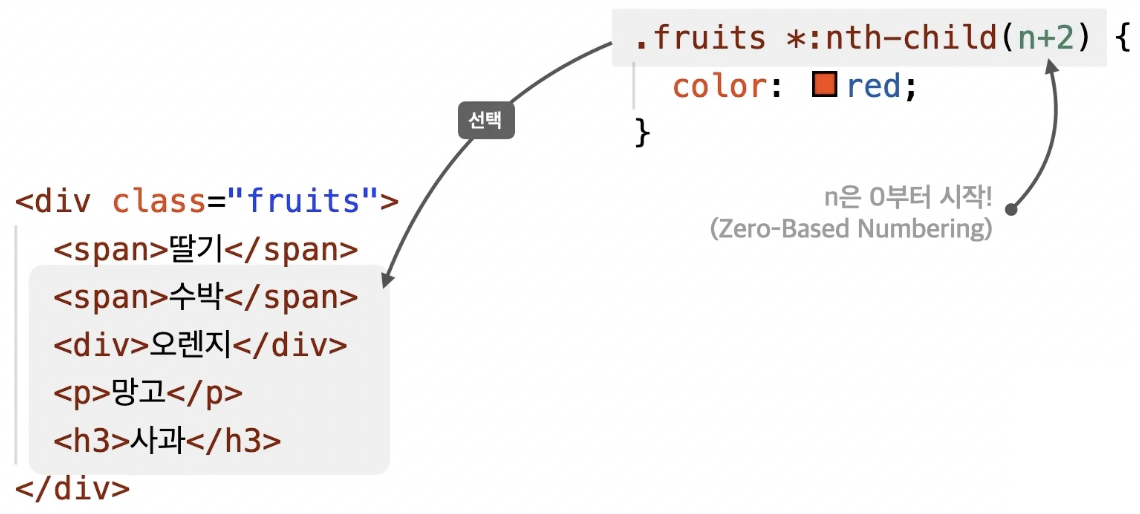 .fruits *:nth-child(n+2) {
color: red;
}
선택
n은 0부터 시작!
(Zero-Based Numbering)
<div class="fruits">
<span>딸기</span>
<span>수박</span>
<div>오렌지</div>
<p>망고</p>
<h3>사과</h3>
</div>